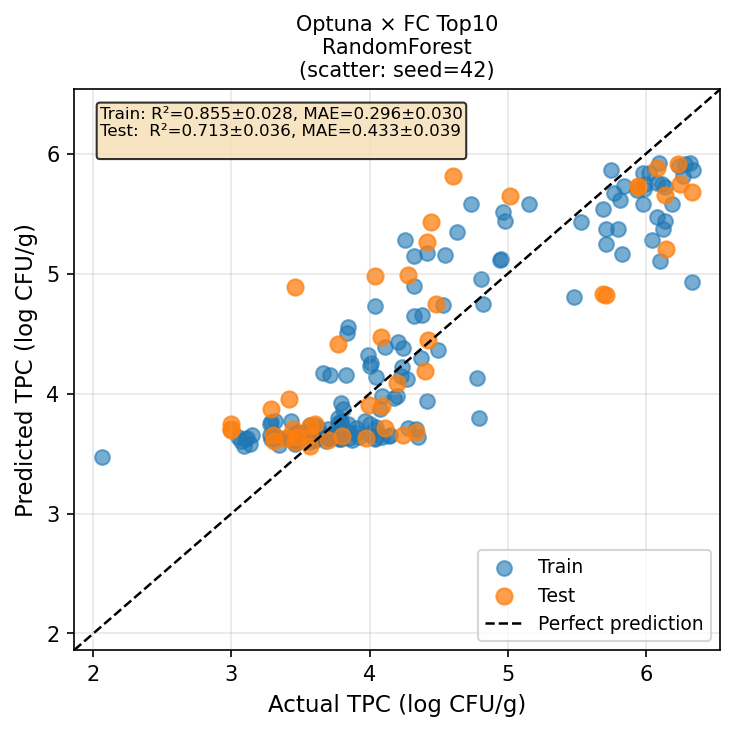 Optuna × FC Top10
RandomForest
(scatter: seed=42)
Train: R²=0.855±0.028, MAE=0.296±0.030
Test:  R²=0.713±0.036, MAE=0.433±0.039
Predicted TPC (log CFU/g)
6
5
4
3
2
Train
Test
Perfect prediction
2 3 4 5 6
Actual TPC (log CFU/g)